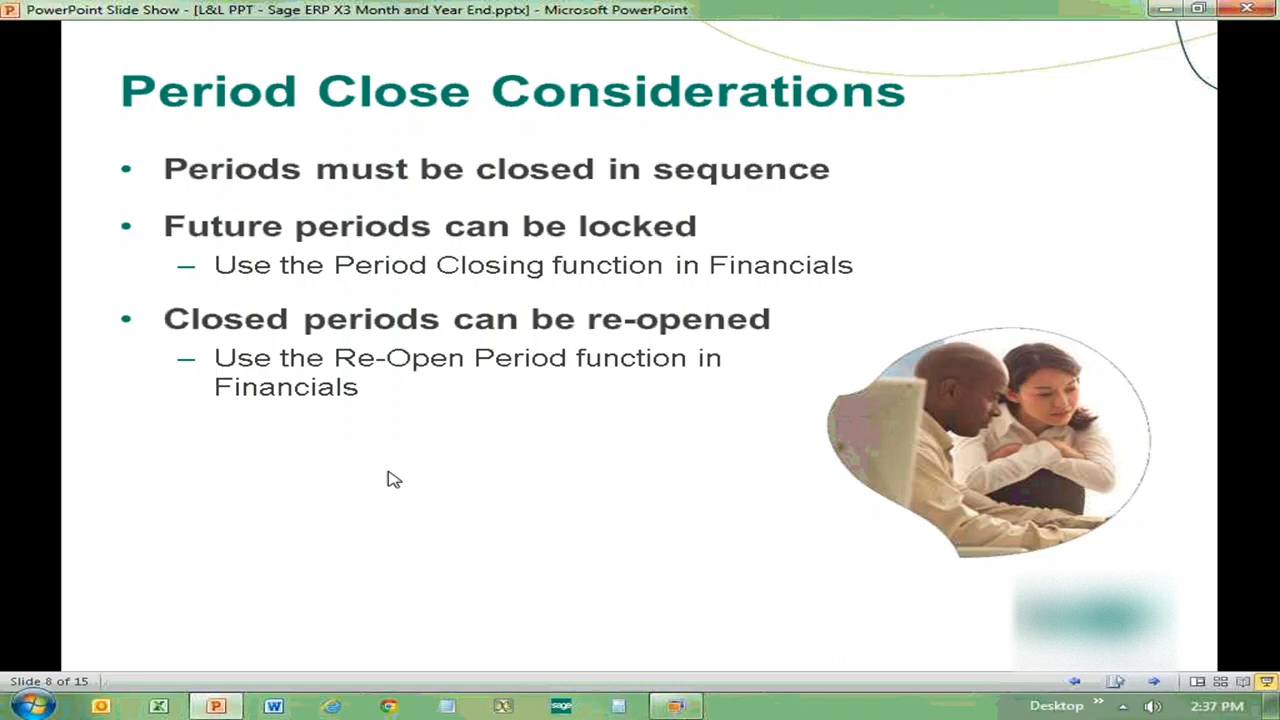 PowerPoint Slide Show - [L&L PPT - Sage ERP X3 Month and Year End.pptx] - Microsoft PowerPoint
Period Close Considerations
• Periods must be closed in sequence
• Future periods can be locked
– Use the Period Closing function in Financials
• Closed periods can be re-opened
– Use the Re-Open Period function in
Financials
Slide 8 of 15
sage
Desktop
2:37 PM